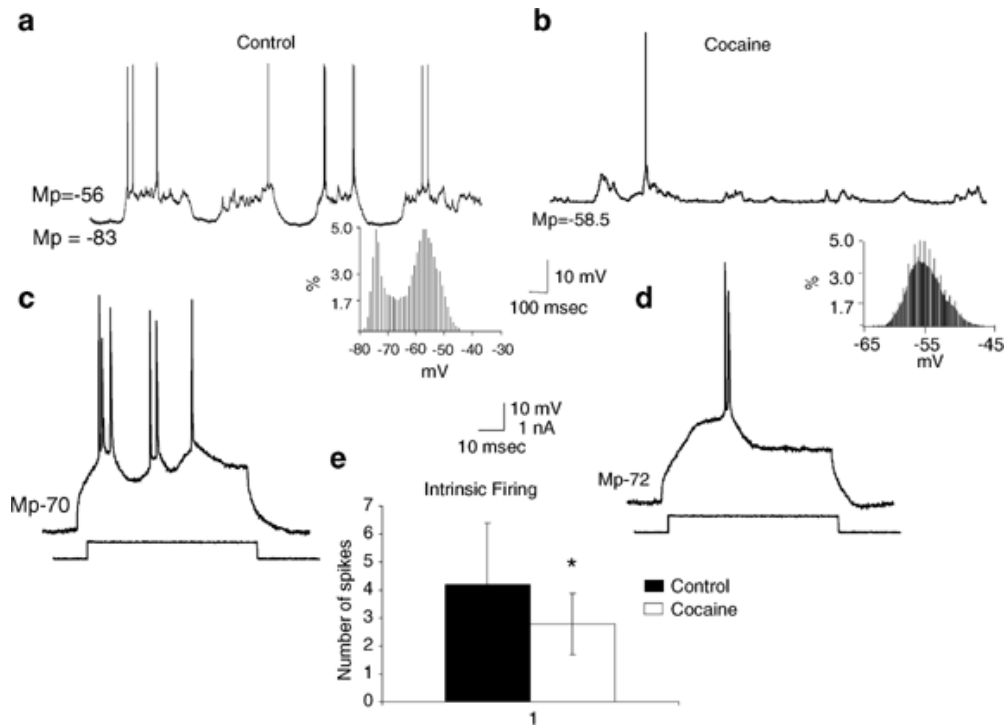 a
Control
Mp=-56
Mp = -83
5.0
3.0
1.7
%
-80 -70 -60 -50 -40 -30
mV
10 mV
100 msec
b
Cocaine
Mp=-58.5
5.0
3.0
1.7
%
-65 -55 -45
mV
c
Mp-70
10 mV
1 nA
10 msec
d
Mp-72
e
Intrinsic Firing
7
6
5
4
3
2
1
0
Number of spikes
*
1
Control
Cocaine